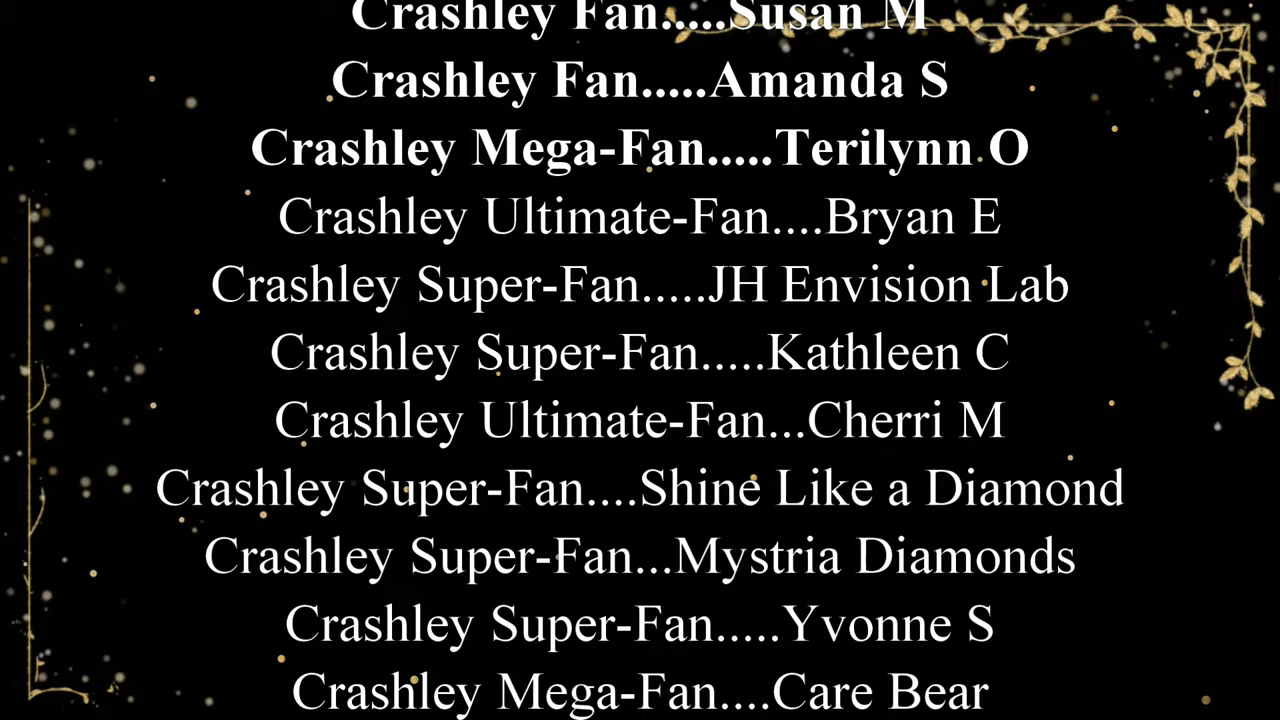 Crashley Fan.....Susan M
Crashley Fan.....Amanda S
Crashley Mega-Fan.....Terilynn O
Crashley Ultimate-Fan....Bryan E
Crashley Super-Fan.....JH Envision Lab
Crashley Super-Fan.....Kathleen C
Crashley Ultimate-Fan...Cherri M
Crashley Super-Fan....Shine Like a Diamond
Crashley Super-Fan...Mystria Diamonds
Crashley Super-Fan.....Yvonne S
Crashley Mega-Fan....Care Bear